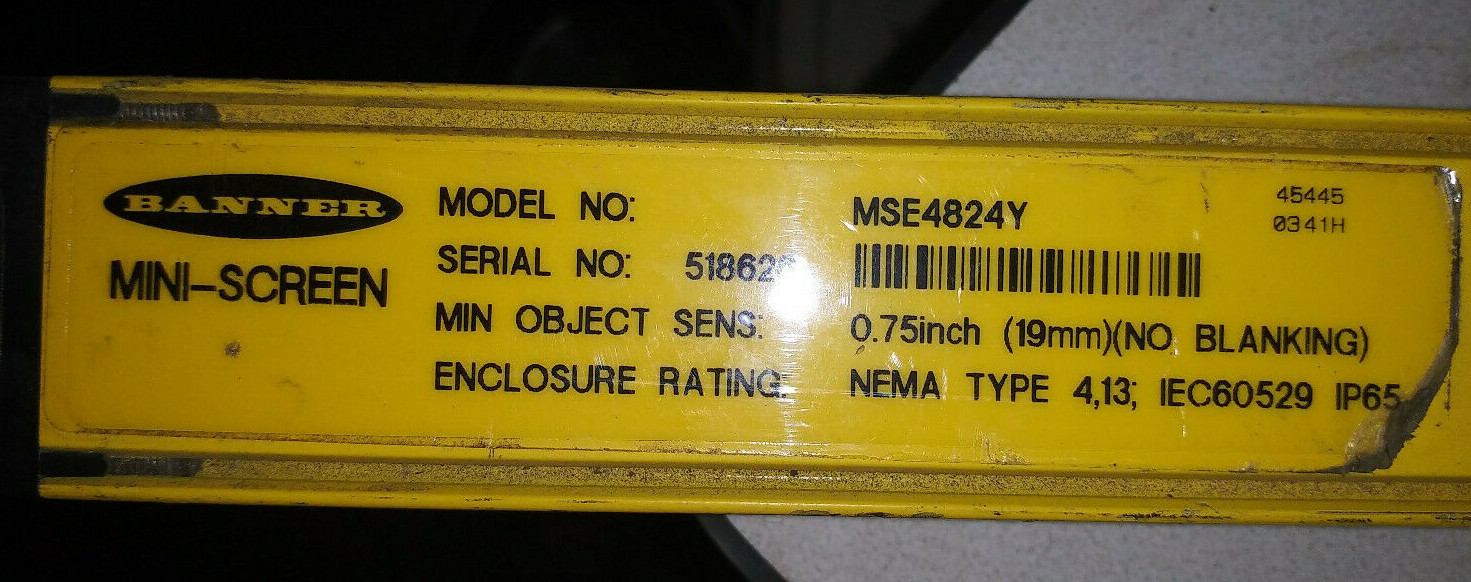 BANNER
MINI-SCREEN
MODEL NO: MSE4824Y
SERIAL NO:
MIN OBJECT SENS: 0.75inch (19mm)(NO BLANKING)
ENCLOSURE RATING: NEMA TYPE 4,13; IEC60529 IP65
45445
0341H